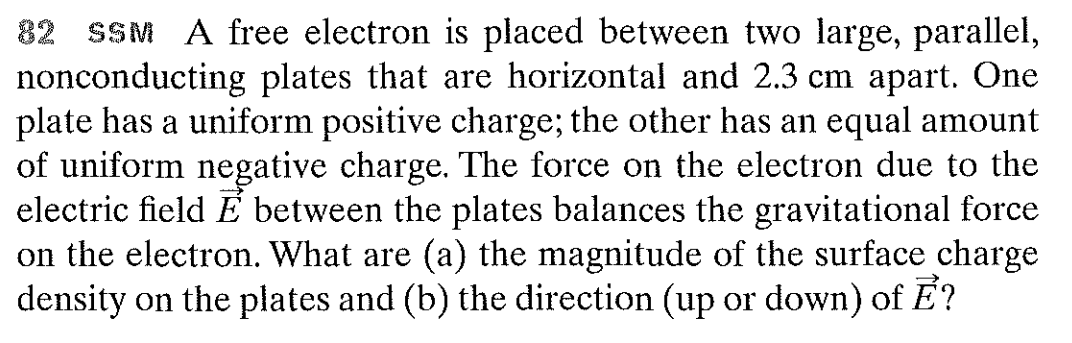 82 SSM A free electron is placed between two large, parallel,
nonconducting plates that are horizontal and 2.3 cm apart. One
plate has a uniform positive charge; the other has an equal amount
of uniform negative charge. The force on the electron due to the
electric field E⃗ between the plates balances the gravitational force
on the electron. What are (a) the magnitude of the surface charge
density on the plates and (b) the direction (up or down) of E⃗?